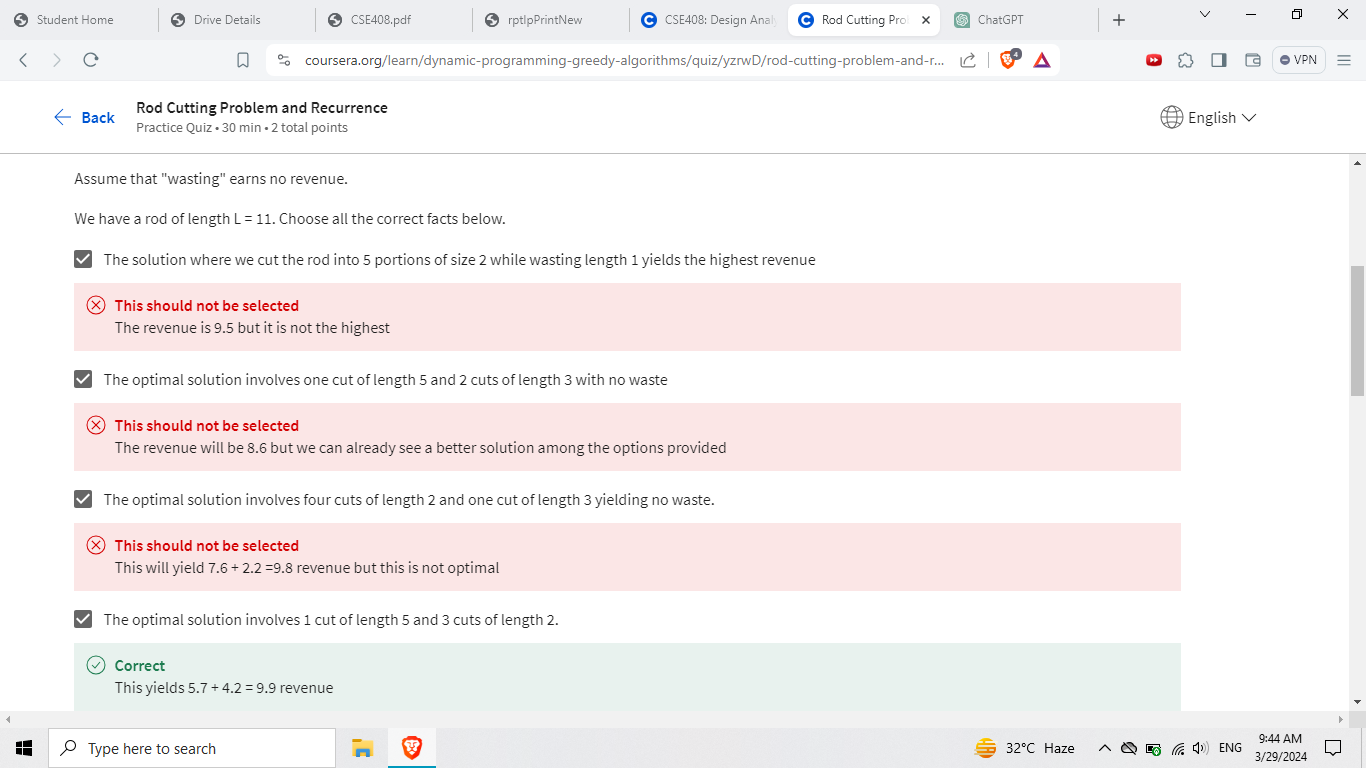 Student Home
Drive Details
CSE408.pdf
rptIpPrintNew
CSE408: Design Anal
Rod Cutting Pro
ChatGPT
coursera.org/learn/dynamic-programming-greedy-algorithms/quiz/yzrwD/rod-cutting-problem-and-r...
4
VPN
Back
Rod Cutting Problem and Recurrence
Practice Quiz • 30 min • 2 total points
English
Assume that "wasting" earns no revenue.
We have a rod of length L = 11. Choose all the correct facts below.
The solution where we cut the rod into 5 portions of size 2 while wasting length 1 yields the highest revenue
This should not be selected
The revenue is 9.5 but it is not the highest
The optimal solution involves one cut of length 5 and 2 cuts of length 3 with no waste
This should not be selected
The revenue will be 8.6 but we can already see a better solution among the options provided
The optimal solution involves four cuts of length 2 and one cut of length 3 yielding no waste.
This should not be selected
This will yield 7.6 + 2.2 =9.8 revenue but this is not optimal
The optimal solution involves 1 cut of length 5 and 3 cuts of length 2.
Correct
This yields 5.7 + 4.2 = 9.9 revenue
Type here to search
32°C Haze
ENG
9:44 AM
3/29/2024